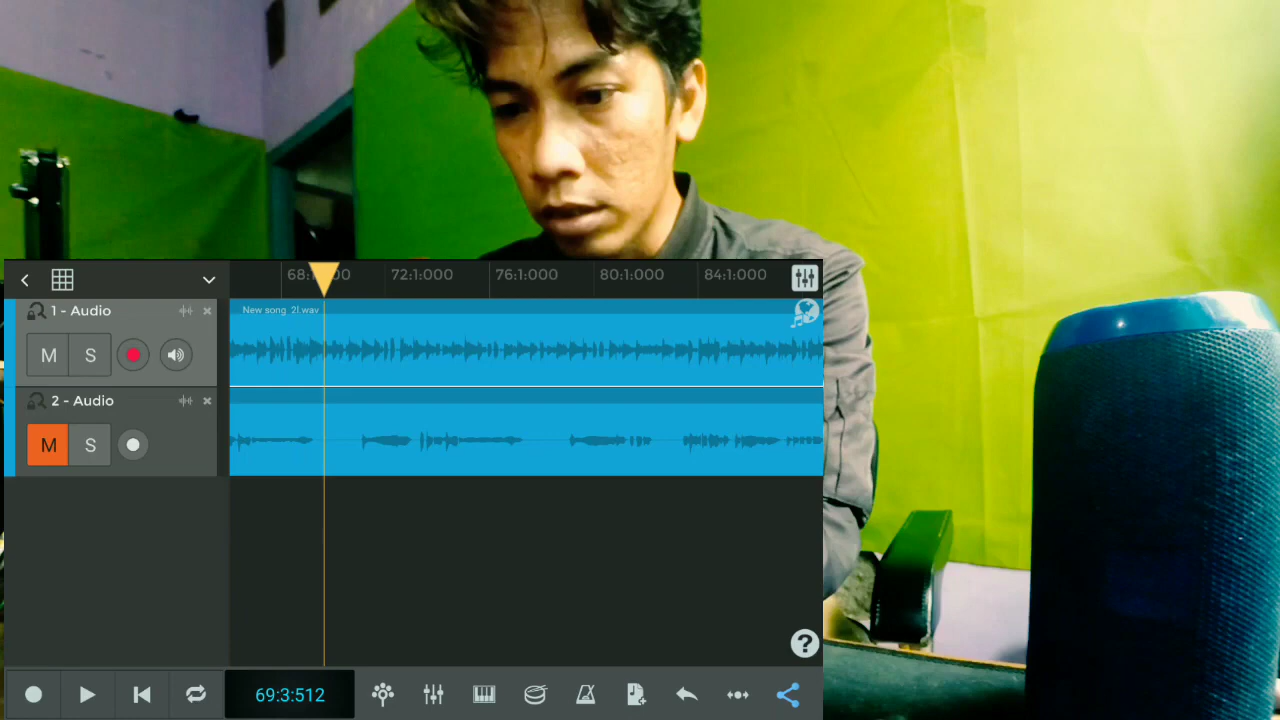 68:1:000 72:1:000 76:1:000 80:1:000 84:1:000
1 - Audio
New song 2l.wav
M S
2 - Audio
M S
?
69:3:512